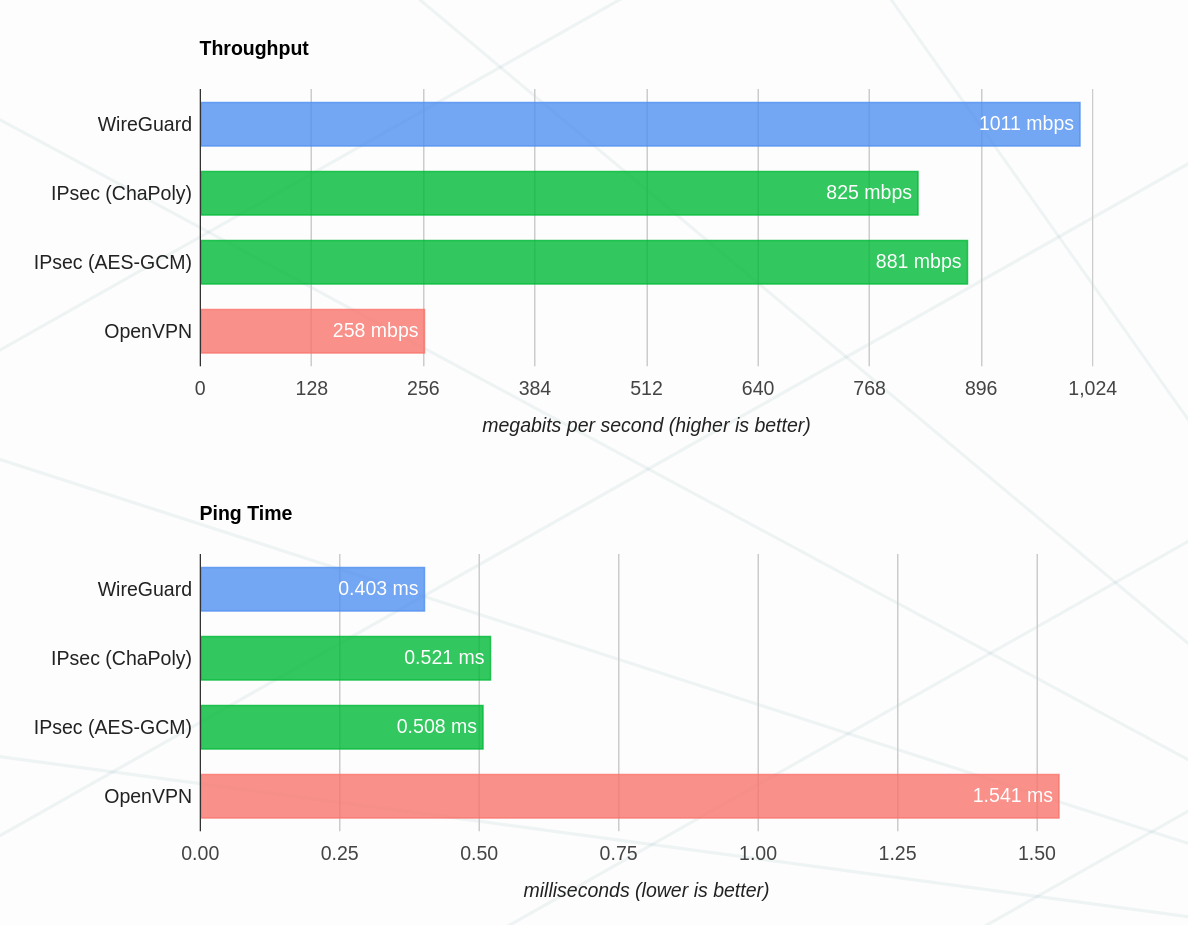 Throughput
WireGuard 1011 mbps
IPsec (ChaPoly) 825 mbps
IPsec (AES-GCM) 881 mbps
OpenVPN 258 mbps
0 128 256 384 512 640 768 896 1,024
megabits per second (higher is better)
Ping Time
WireGuard 0.403 ms
IPsec (ChaPoly) 0.521 ms
IPsec (AES-GCM) 0.508 ms
OpenVPN 1.541 ms
0.00 0.25 0.50 0.75 1.00 1.25 1.50
milliseconds (lower is better)